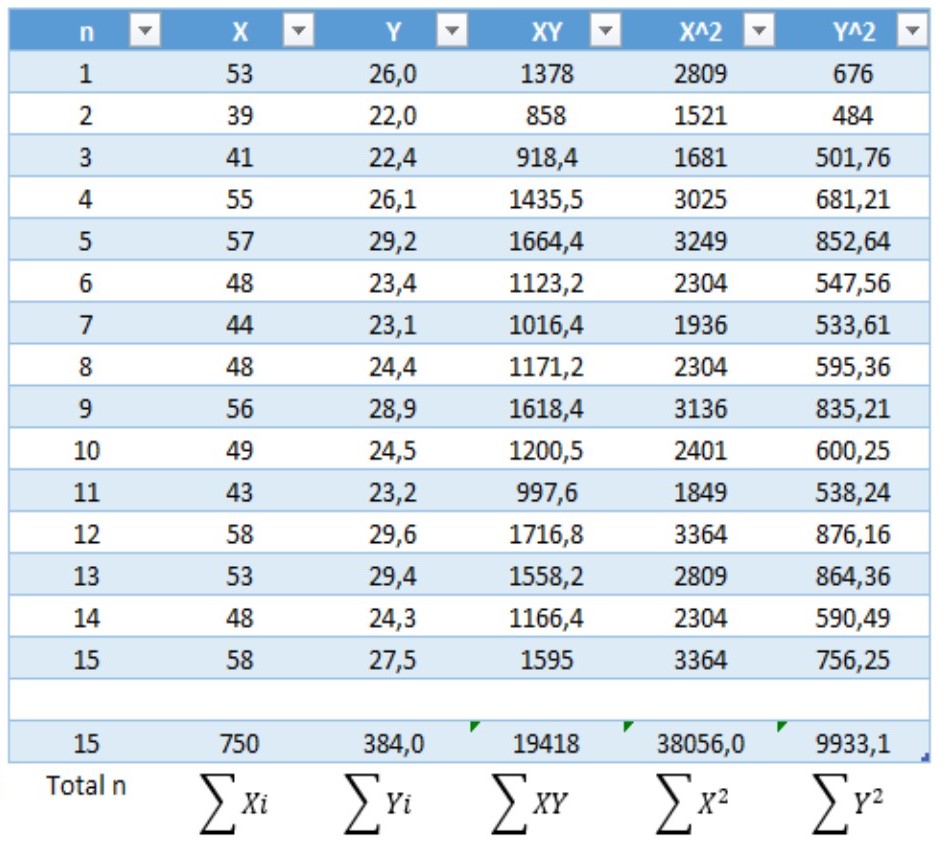 n X Y XY X^2 Y^2
1 53 26,0 1378 2809 676
2 39 22,0 858 1521 484
3 41 22,4 918,4 1681 501,76
4 55 26,1 1435,5 3025 681,21
5 57 29,2 1664,4 3249 852,64
6 48 23,4 1123,2 2304 547,56
7 44 23,1 1016,4 1936 533,61
8 48 24,4 1171,2 2304 595,36
9 56 28,9 1618,4 3136 835,21
10 49 24,5 1200,5 2401 600,25
11 43 23,2 997,6 1849 538,24
12 58 29,6 1716,8 3364 876,16
13 53 29,4 1558,2 2809 864,36
14 48 24,3 1166,4 2304 590,49
15 58 27,5 1595 3364 756,25
15 750 384,0 19418 38056,0 9933,1
Total n ∑Xi ∑Yi ∑XY ∑X² ∑Y²